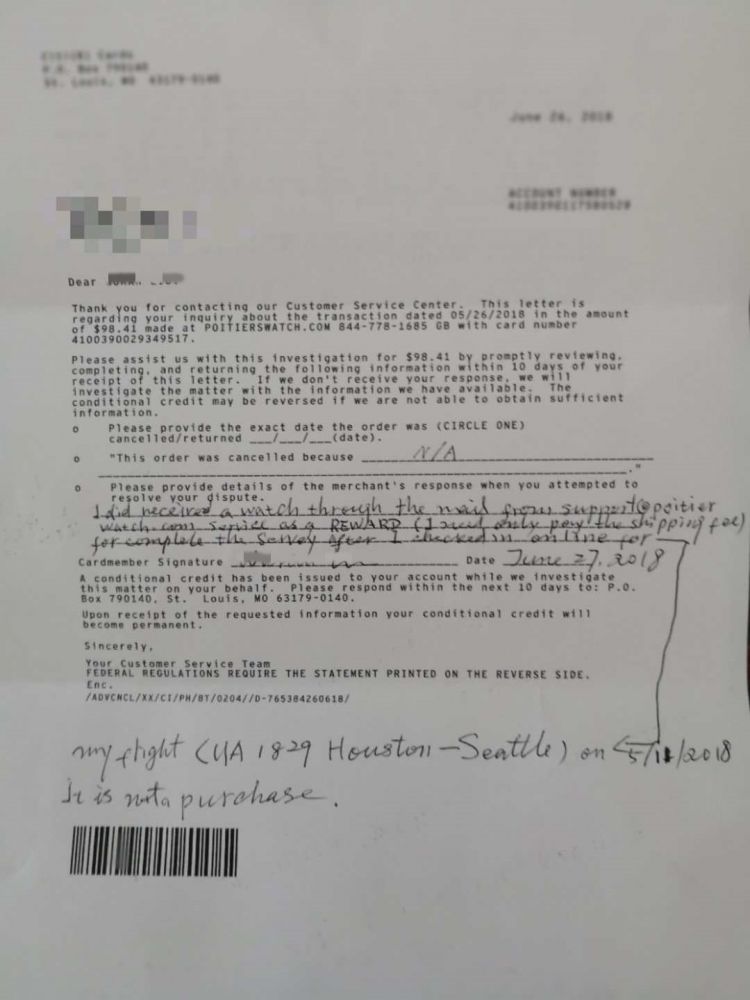 P.O. Box 790140
St. Louis, MO 63179-0140
June 26, 2018
ACCOUNT NUMBER
Dear
Thank you for contacting our Customer Service Center. This letter is
regarding your inquiry about the transaction dated 05/26/2018 in the amount
of $98.41 made at POITIERSWATCH.COM 844-778-1685 GB with card number
4100390029349517.
Please assist us with this investigation for $98.41 by promptly reviewing,
completing, and returning the following information within 10 days of your
receipt of this letter. If we don't receive your response, we will
investigate the matter with the information we have available. The
conditional credit may be reversed if we are not able to obtain sufficient
information.
o Please provide the exact date the order was (CIRCLE ONE)
cancelled/returned ___/___/___(date).
o "This order was cancelled because N/A
."
o Please provide details of the merchant's response when you attempted to
resolve your dispute.
I did received a watch through the mail from support@poitier
watch.com Service as a REWARD (I need only pay the shipping fee)
for complete the Survey after I checked in online for
Cardmember Signature Date June 27, 2018
A conditional credit has been issued to your account while we investigate
this matter on your behalf. Please respond within the next 10 days to: P.O.
Box 790140, St. Louis, MO 63179-0140.
Upon receipt of the requested information your conditional credit will
become permanent.
Sincerely,
Your Customer Service Team
FEDERAL REGULATIONS REQUIRE THE STATEMENT PRINTED ON THE REVERSE SIDE.
Enc.
/ADVCNCL/XX/CI/PH/BT/0204//D-765384260618/
my flight (UA 1829 Houston-Seattle) on 5/11/2018
It is not a purchase.